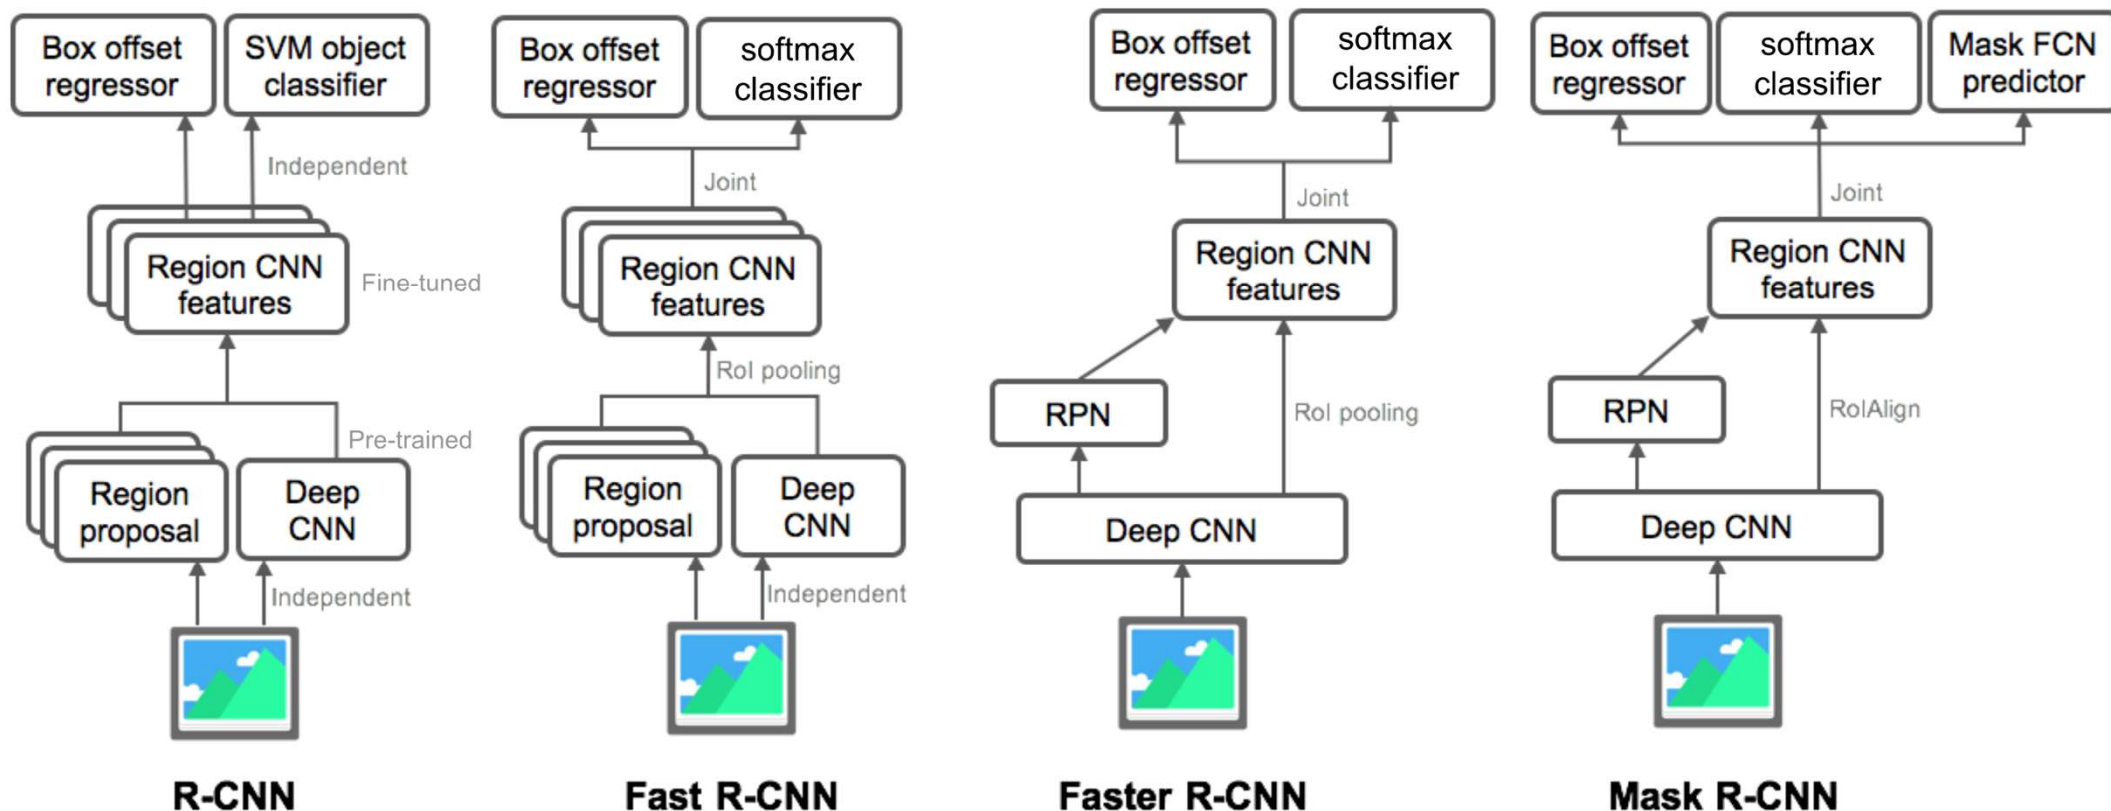 Box offset
regressor
SVM object
classifier
Independent
Region CNN
features
Fine-tuned
Pre-trained
Region
proposal
Deep
CNN
Independent
R-CNN
Box offset
regressor
softmax
classifier
Joint
Region CNN
features
RoI pooling
Region
proposal
Deep
CNN
Independent
Fast R-CNN
Box offset
regressor
softmax
classifier
Joint
Region CNN
features
RPN
RoI pooling
Deep CNN
Faster R-CNN
Box offset
regressor
softmax
classifier
Mask FCN
predictor
Joint
Region CNN
features
RPN
RoIAlign
Deep CNN
Mask R-CNN